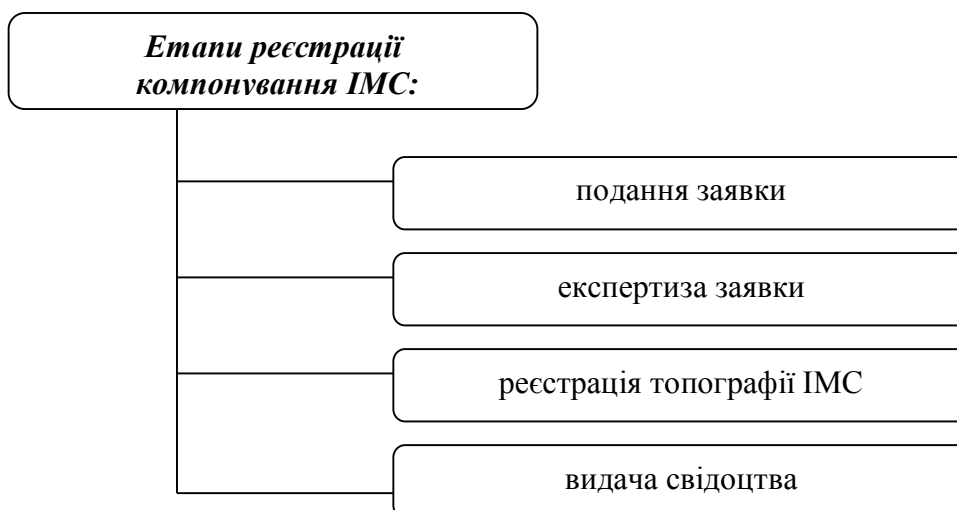 Етапи реєстрації
компонування ІМС:
подання заявки
експертиза заявки
реєстрація топографії ІМС
видача свідоцтва